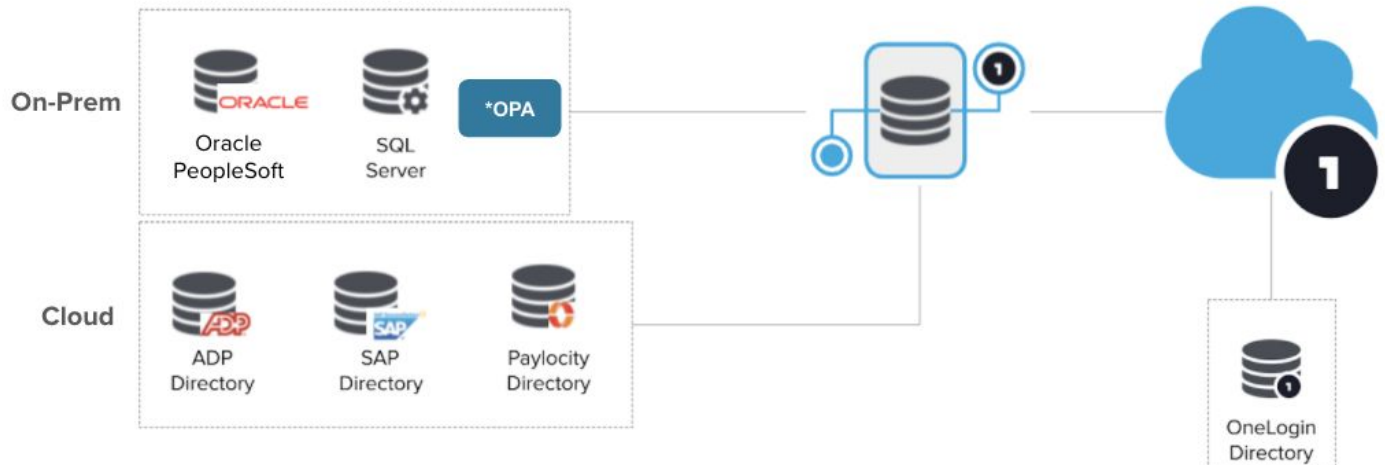 On-Prem
ORACLE
Oracle
PeopleSoft
SQL
Server
*OPA
1
1
Cloud
ADP
ADP
Directory
SAP
SAP
Directory
Paylocity
Directory
1
OneLogin
Directory